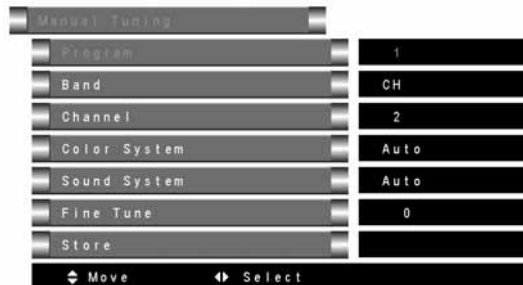 Manual Tuning
Program 1
Band CH
Channel 2
Color System Auto
Sound System Auto
Fine Tune 0
Store
Move Select